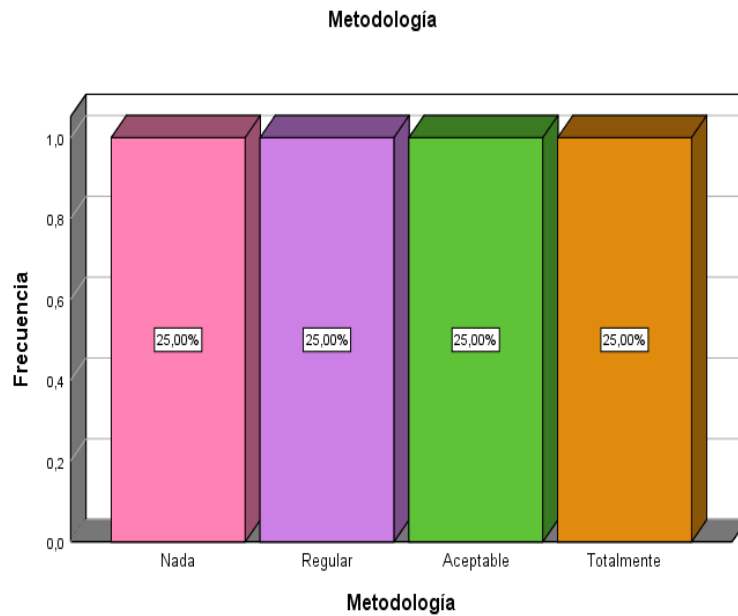 Metodología
Frecuencia
1,0
0,8
0,6
0,4
0,2
0,0
25,00%
25,00%
25,00%
25,00%
Nada
Regular
Aceptable
Totalmente
Metodología